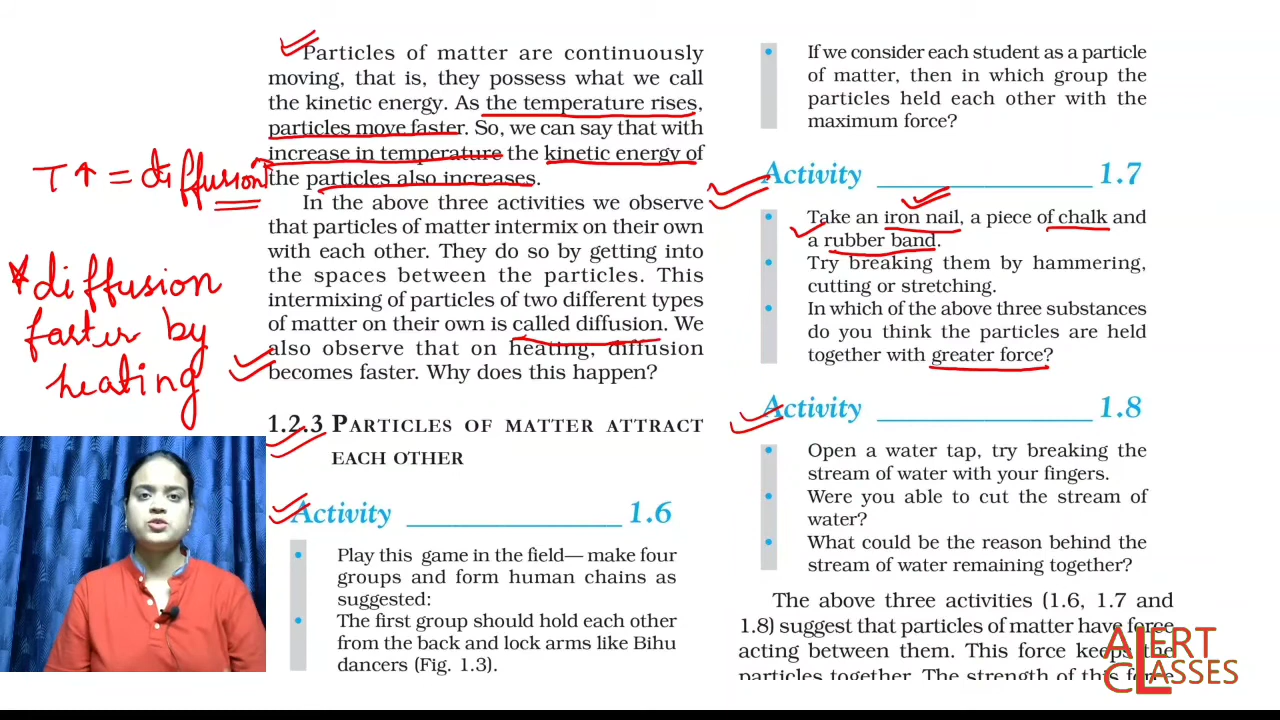 Particles of matter are continuously
moving, that is, they possess what we call
the kinetic energy. As the temperature rises,
particles move faster. So, we can say that with
increase in temperature the kinetic energy of
the particles also increases.
In the above three activities we observe
that particles of matter intermix on their own
with each other. They do so by getting into
the spaces between the particles. This
intermixing of particles of two different types
of matter on their own is called diffusion. We
also observe that on heating, diffusion
becomes faster. Why does this happen?
T↑ = diffusion
* diffusion
faster by
heating
1.2.3 PARTICLES OF MATTER ATTRACT
EACH OTHER
Activity ____________________ 1.6
• Play this game in the field— make four
groups and form human chains as
suggested:
• The first group should hold each other
from the back and lock arms like Bihu
dancers (Fig. 1.3).
• If we consider each student as a particle
of matter, then in which group the
particles held each other with the
maximum force?
Activity ____________________ 1.7
• Take an iron nail, a piece of chalk and
a rubber band.
• Try breaking them by hammering,
cutting or stretching.
• In which of the above three substances
do you think the particles are held
together with greater force?
Activity ____________________ 1.8
• Open a water tap, try breaking the
stream of water with your fingers.
• Were you able to cut the stream of
water?
• What could be the reason behind the
stream of water remaining together?
The above three activities (1.6, 1.7 and
1.8) suggest that particles of matter have force
acting between them. This force keeps the
particles together. The strength of this force
ALERT
CLASSES